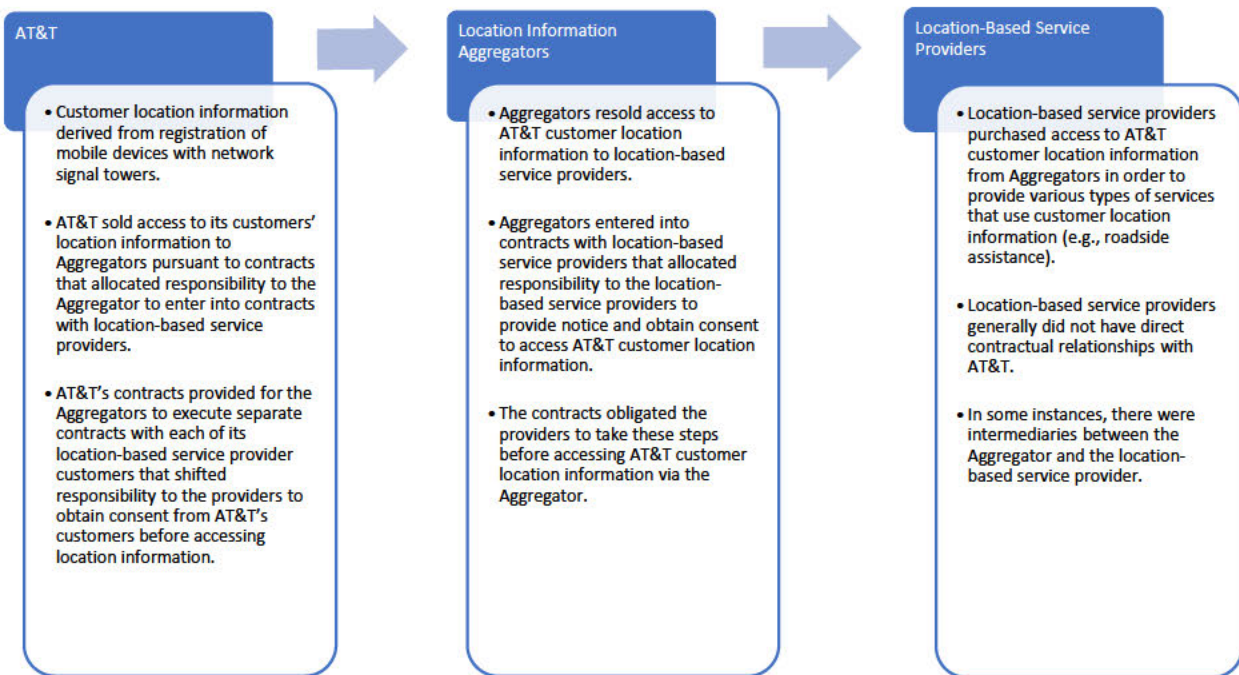 AT&T
• Customer location information
derived from registration of
mobile devices with network
signal towers.
• AT&T sold access to its customers’
location information to
Aggregators pursuant to contracts
that allocated responsibility to the
Aggregator to enter into contracts
with location-based service
providers.
• AT&T’s contracts provided for the
Aggregators to execute separate
contracts with each of its
location-based service provider
customers that shifted
responsibility to the providers to
obtain consent from AT&T’s
customers before accessing
location information.
Location Information
Aggregators
• Aggregators resold access to
AT&T customer location
information to location-based
service providers.
• Aggregators entered into
contracts with location-based
service providers that allocated
responsibility to the location-
based service providers to
provide notice and obtain consent
to access AT&T customer location
information.
• The contracts obligated the
providers to take these steps
before accessing AT&T customer
location information via the
Aggregator.
Location-Based Service
Providers
• Location-based service providers
purchased access to AT&T
customer location information
from Aggregators in order to
provide various types of services
that use customer location
information (e.g., roadside
assistance).
• Location-based service providers
generally did not have direct
contractual relationships with
AT&T.
• In some instances, there were
intermediaries between the
Aggregator and the location-
based service provider.